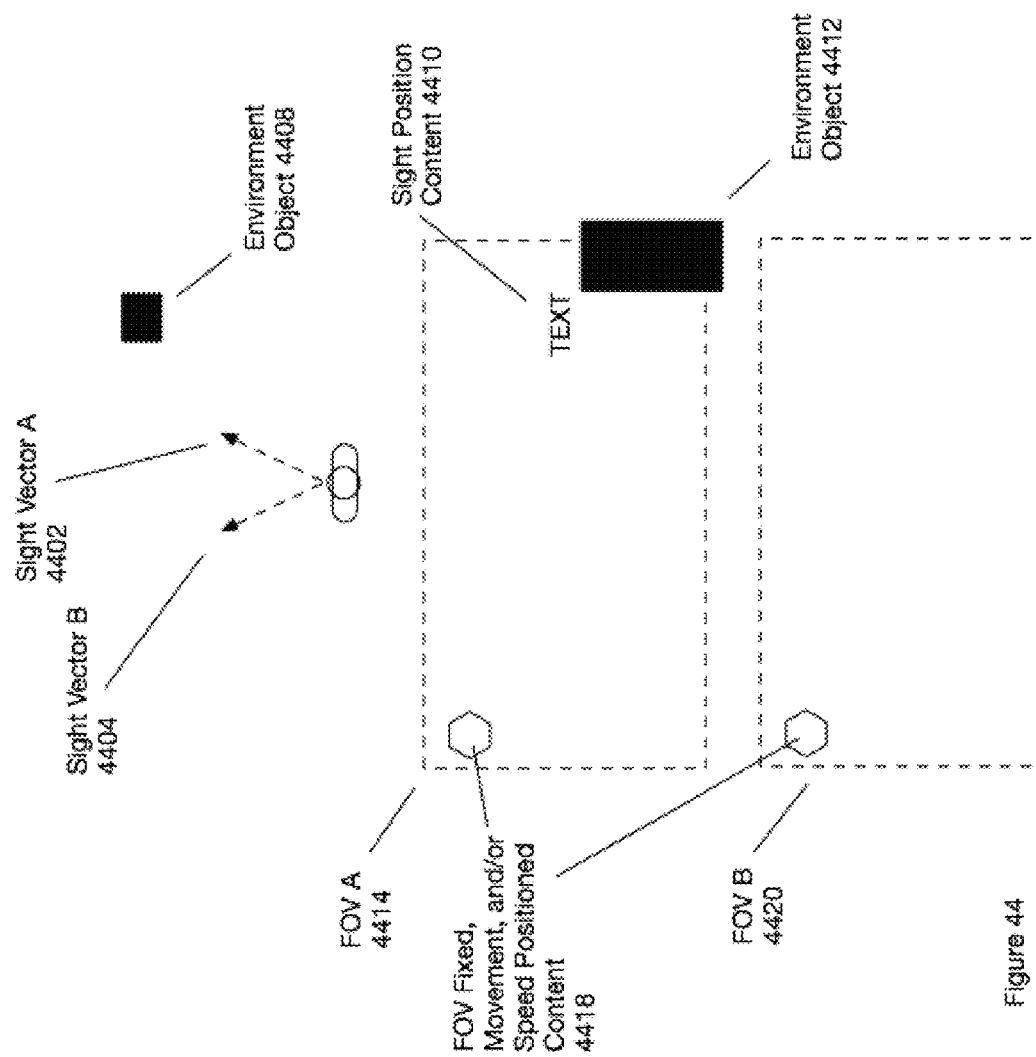 Sight Vector A
4402
Sight Vector B
4404
Environment
Object 4408
FOV A
4414
Sight Position
Content 4410
TEXT
FOV Fixed,
Movement, and/or
Speed Positioned
Content
4418
Environment
Object 4412
FOV B
4420
Figure 44